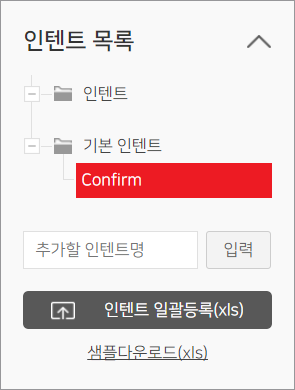 인텐트 목록
인텐트
기본 인텐트
Confirm
추가할 인텐트명
입력
인텐트 일괄등록(xls)
샘플다운로드(xls)